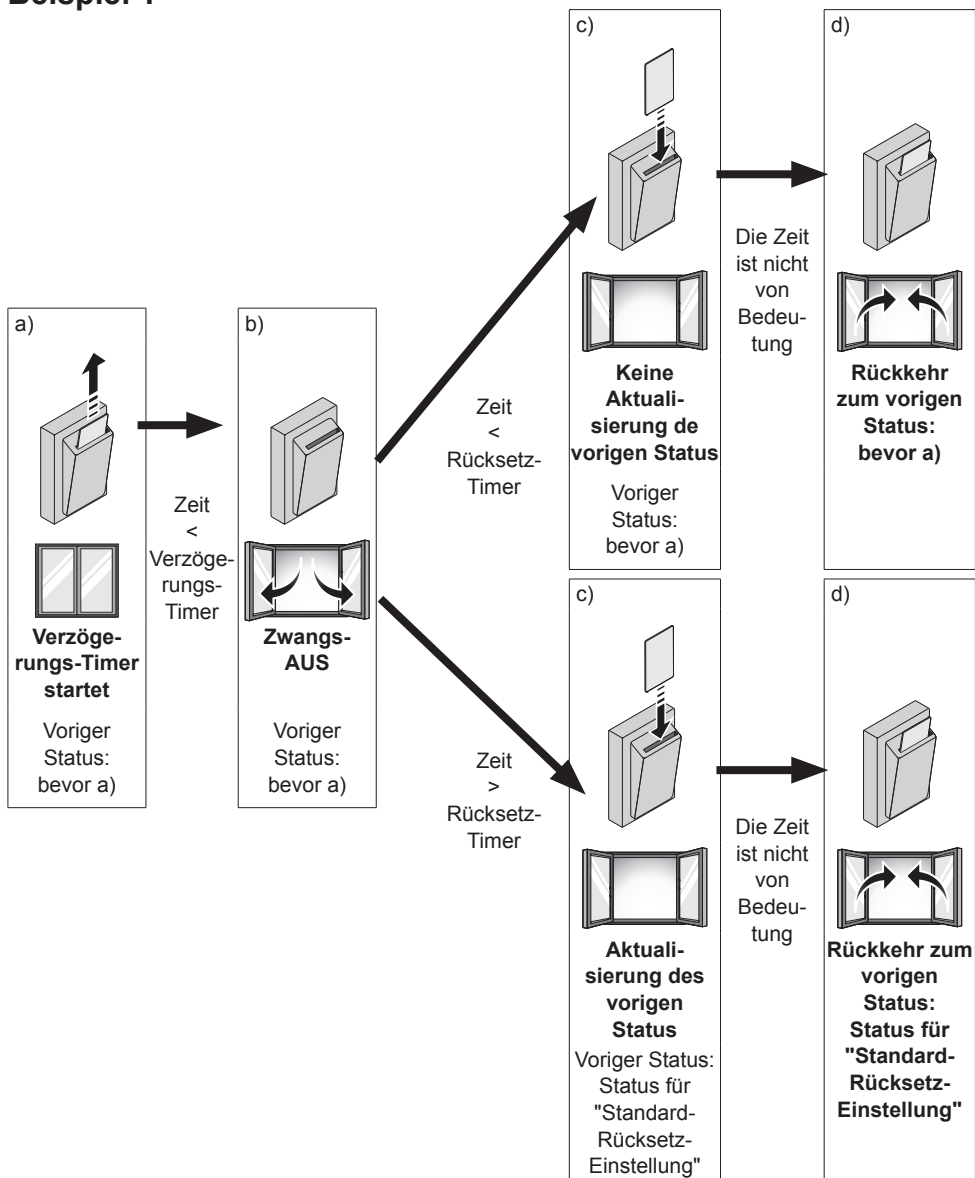 a)
Verzöge-
rungs-Timer
startet
Voriger
Status:
bevor a)
Zeit
<
Verzöge-
rungs-
Timer
b)
Zwangs-
AUS
Voriger
Status:
bevor a)
Zeit
<
Rücksetz-
Timer
c)
Keine
Aktuali-
sierung de
vorigen Status
Voriger
Status:
bevor a)
Die Zeit
ist nicht
von
Bedeu-
tung
d)
Rückkehr
zum vorigen
Status:
bevor a)
Zeit
>
Rücksetz-
Timer
c)
Aktuali-
sierung des
vorigen
Status
Voriger Status:
Status für
"Standard-
Rücksetz-
Einstellung"
Die Zeit
ist nicht
von
Bedeu-
tung
d)
Rückkehr zum
vorigen
Status:
Status für
"Standard-
Rücksetz-
Einstellung"